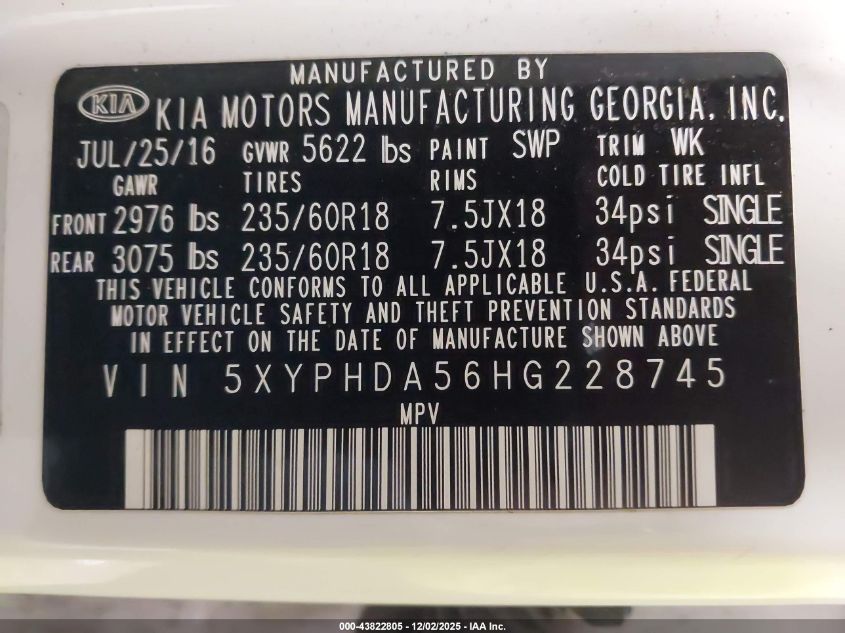 MANUFACTURED BY
KIA KIA MOTORS MANUFACTURING GEORGIA, INC.
JUL/25/16 GVWR 5622 lbs PAINT SWP TRIM WK
GAWR TIRES RIMS COLD TIRE INFL
FRONT 2976 lbs 235/60R18 7.5JX18 34psi SINGLE
REAR 3075 lbs 235/60R18 7.5JX18 34psi SINGLE
THIS VEHICLE CONFORMS TO ALL APPLICABLE U.S.A. FEDERAL
MOTOR VEHICLE SAFETY AND THEFT PREVENTION STANDARDS
IN EFFECT ON THE DATE OF MANUFACTURE SHOWN ABOVE
VIN 5XYPHDA56HG228745
MPV
000-43822805 - 12/02/2025 - IAA Inc.